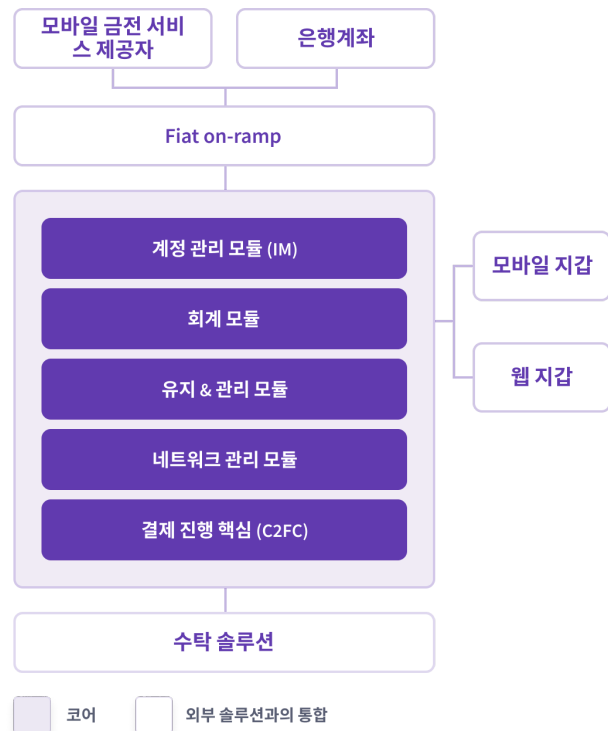 모바일 금전 서비
스 제공자
은행계좌
Fiat on-ramp
계정 관리 모듈 (IM)
회계 모듈
유지 & 관리 모듈
네트워크 관리 모듈
결제 진행 핵심 (C2FC)
모바일 지갑
웹 지갑
수탁 솔루션
코어
외부 솔루션과의 통합